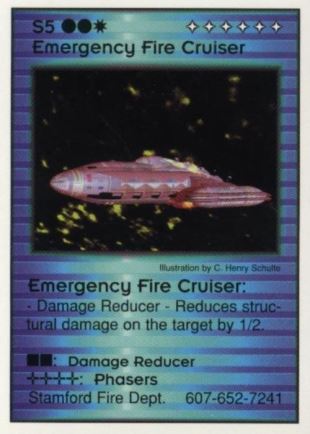 S5
Emergency Fire Cruiser
Illustration by C. Henry Schulte
Emergency Fire Cruiser:
- Damage Reducer - Reduces struc-
tural damage on the target by 1/2.
: Damage Reducer
: Phasers
Stamford Fire Dept. 607-652-7241